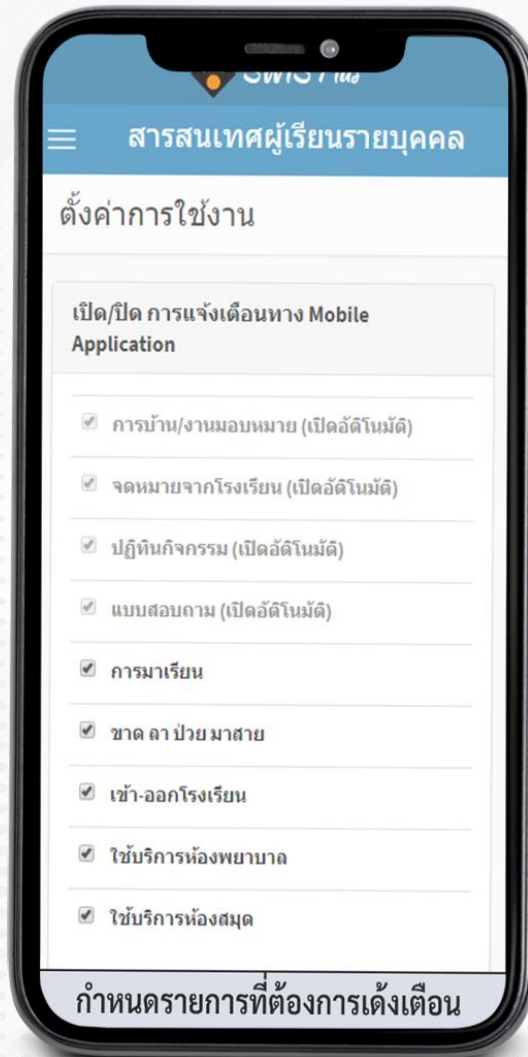 สารสนเทศผู้เรียนรายบุคคล
ตั้งค่าการใช้งาน
เปิด/ปิด การแจ้งเตือนทาง Mobile
Application
การบ้าน/งานมอบหมาย (เปิดอัติโนมัติ)
จดหมายจากโรงเรียน (เปิดอัติโนมัติ)
ปฏิทินกิจกรรม (เปิดอัติโนมัติ)
แบบสอบถาม (เปิดอัติโนมัติ)
การมาเรียน
ขาด ลา ป่วย มาสาย
เข้า-ออกโรงเรียน
ใช้บริการห้องพยาบาล
ใช้บริการห้องสมุด
กำหนดรายการที่ต้องการเด้งเตือน